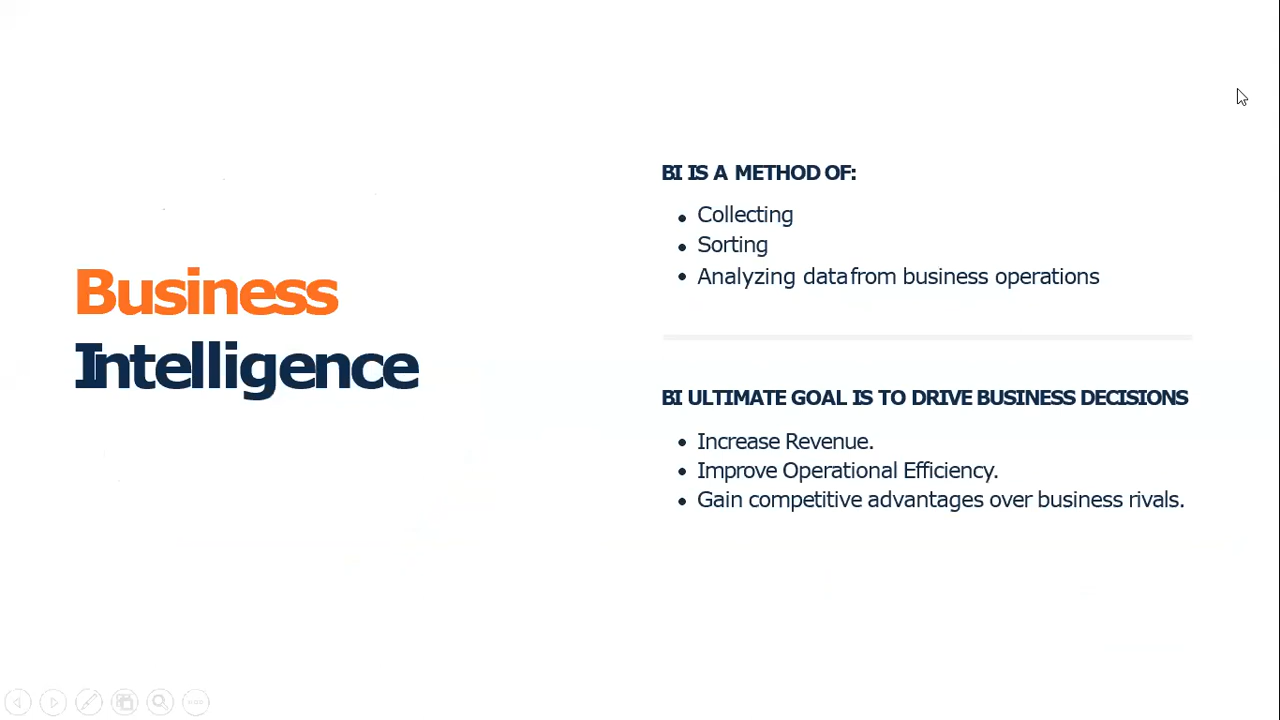 Business
Intelligence
BI IS A METHOD OF:
• Collecting
• Sorting
• Analyzing data from business operations
BI ULTIMATE GOAL IS TO DRIVE BUSINESS DECISIONS
• Increase Revenue.
• Improve Operational Efficiency.
• Gain competitive advantages over business rivals.